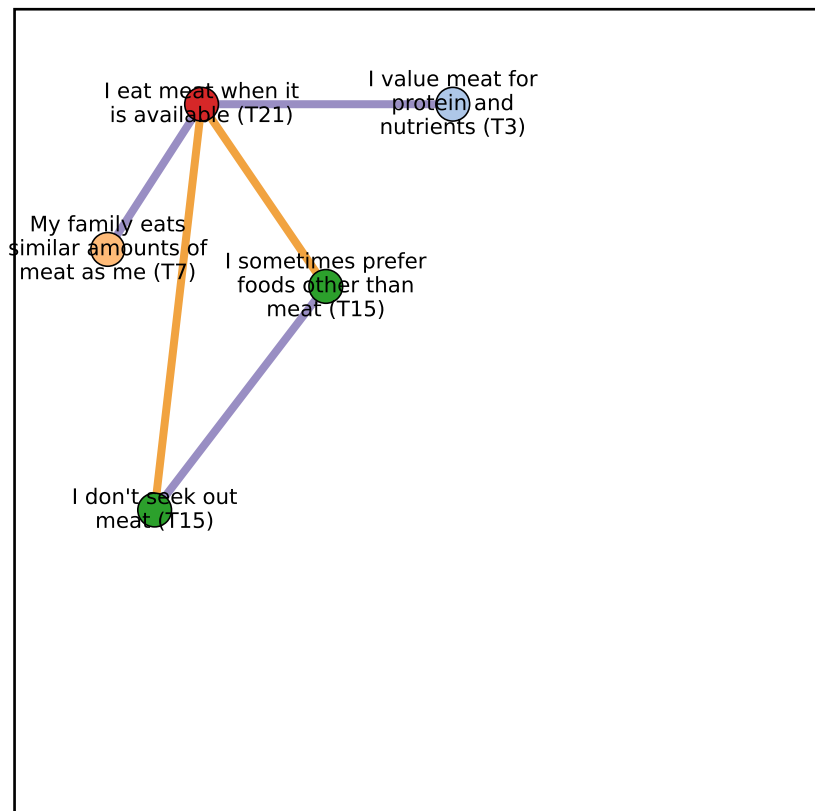 I eat meat when it
is available (T21)
I value meat for
protein and
nutrients (T3)
My family eats
similar amounts of
meat as me (T7)
I sometimes prefer
foods other than
meat (T15)
I don't seek out
meat (T15)